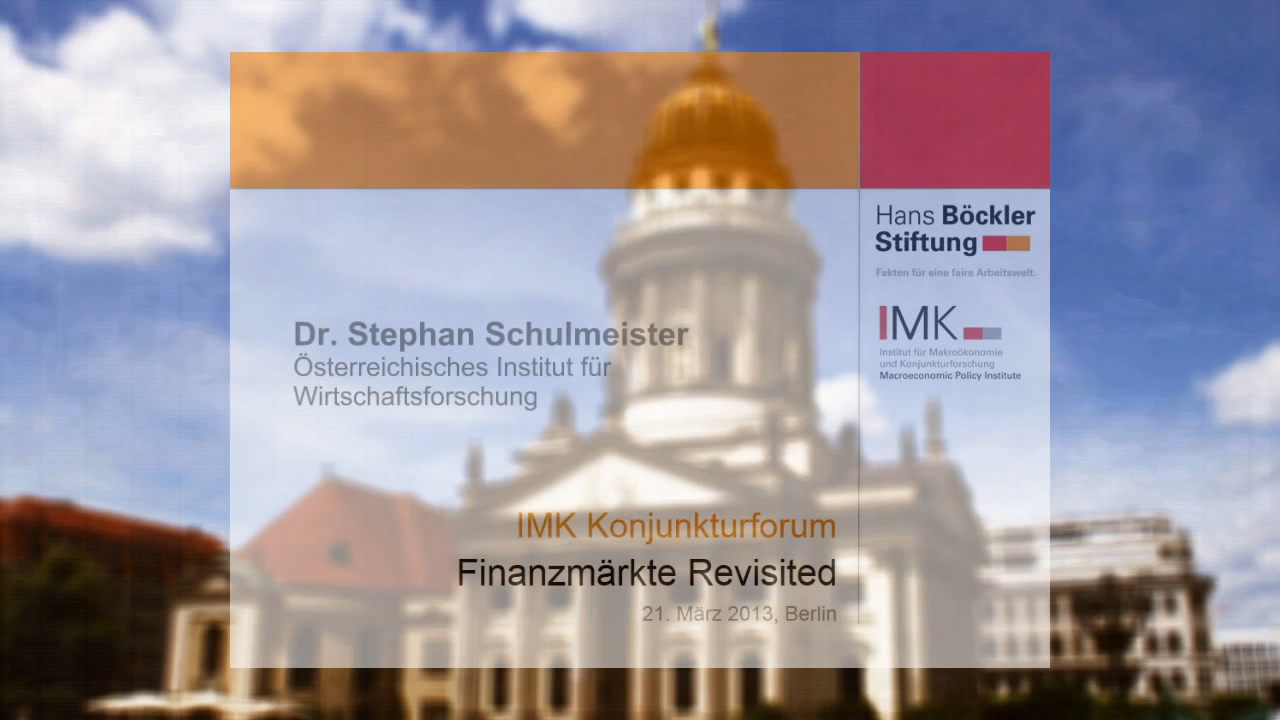 Hans Böckler
Stiftung
Fakten für eine faire Arbeitswelt.
IMK
Institut für Makroökonomie
und Konjunkturforschung
Macroeconomic Policy Institute
Dr. Stephan Schulmeister
Österreichisches Institut für
Wirtschaftsforschung
IMK Konjunkturforum
Finanzmärkte Revisited
21. März 2013, Berlin